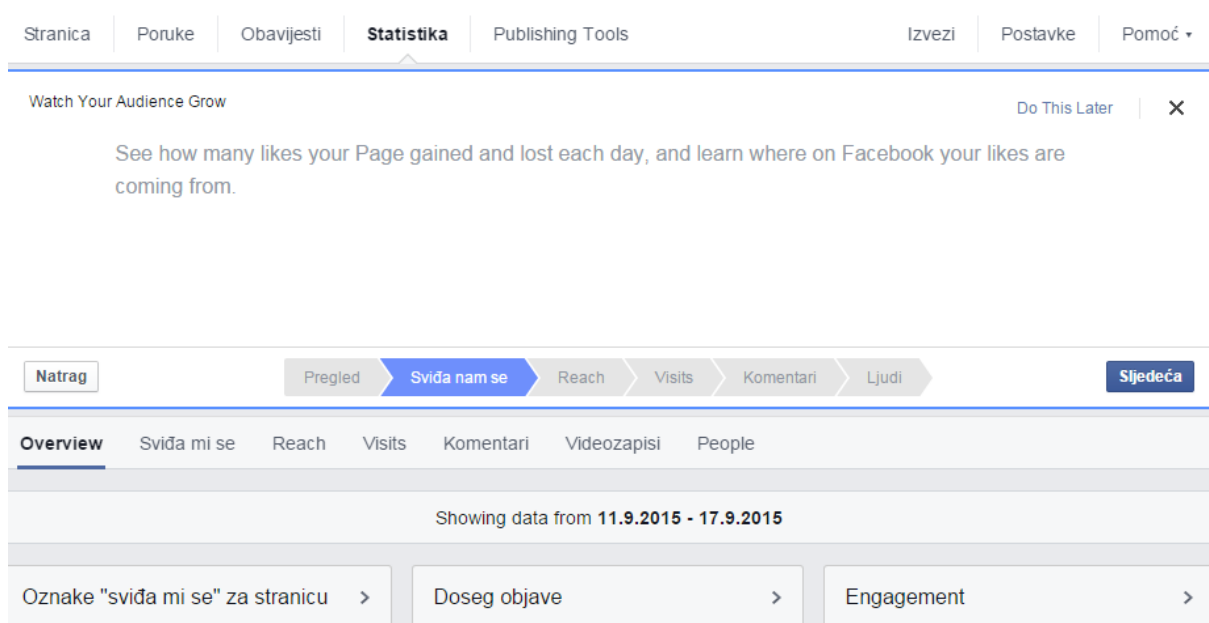 Stranica Poruke Obavijesti Statistika Publishing Tools Izvezi Postavke Pomoć
Watch Your Audience Grow Do This Later
See how many likes your Page gained and lost each day, and learn where on Facebook your likes are
coming from.
Natrag Pregled Sviđa nam se Reach Visits Komentari Ljudi Sljedeća
Overview Sviđa mi se Reach Visits Komentari Videozapisi People
Showing data from 11.9.2015 - 17.9.2015
Oznake "sviđa mi se" za stranicu Doseg objave Engagement